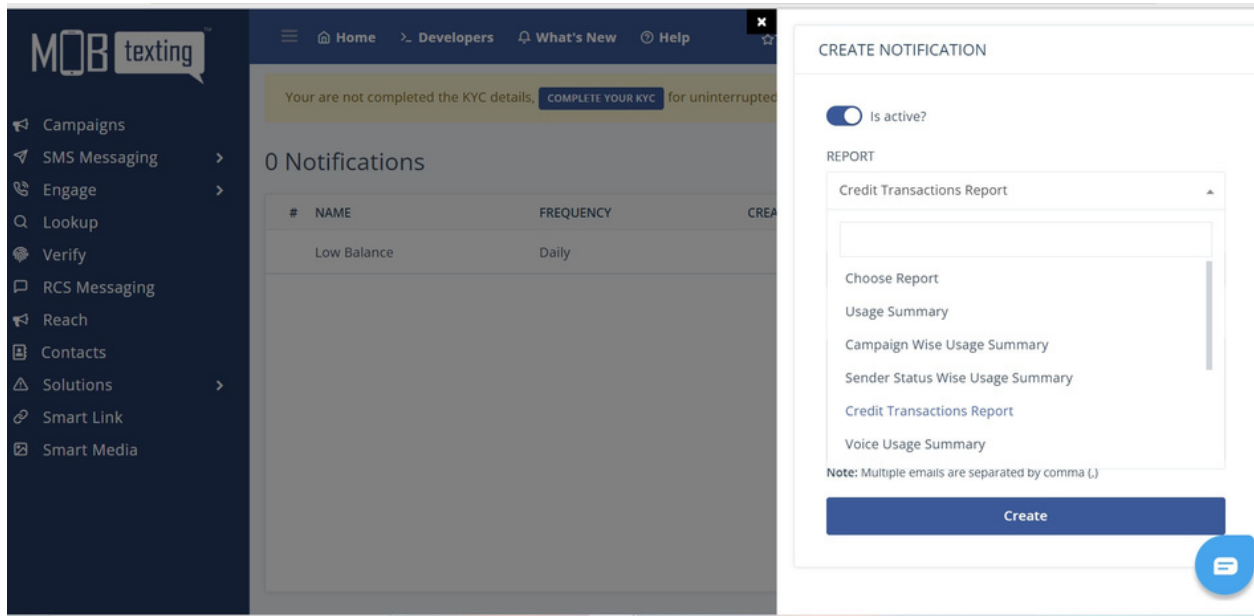 MOB texting
Home
Developers
What's New
Help
Your are not completed the KYC details, COMPLETE YOUR KYC for uninterrupted
Campaigns
SMS Messaging
Engage
Lookup
Verify
RCS Messaging
Reach
Contacts
Solutions
Smart Link
Smart Media
0 Notifications
# NAME FREQUENCY CREA
Low Balance Daily
x
CREATE NOTIFICATION
Is active?
REPORT
Credit Transactions Report
Choose Report
Usage Summary
Campaign Wise Usage Summary
Sender Status Wise Usage Summary
Credit Transactions Report
Voice Usage Summary
Note: Multiple emails are separated by comma (,)
Create